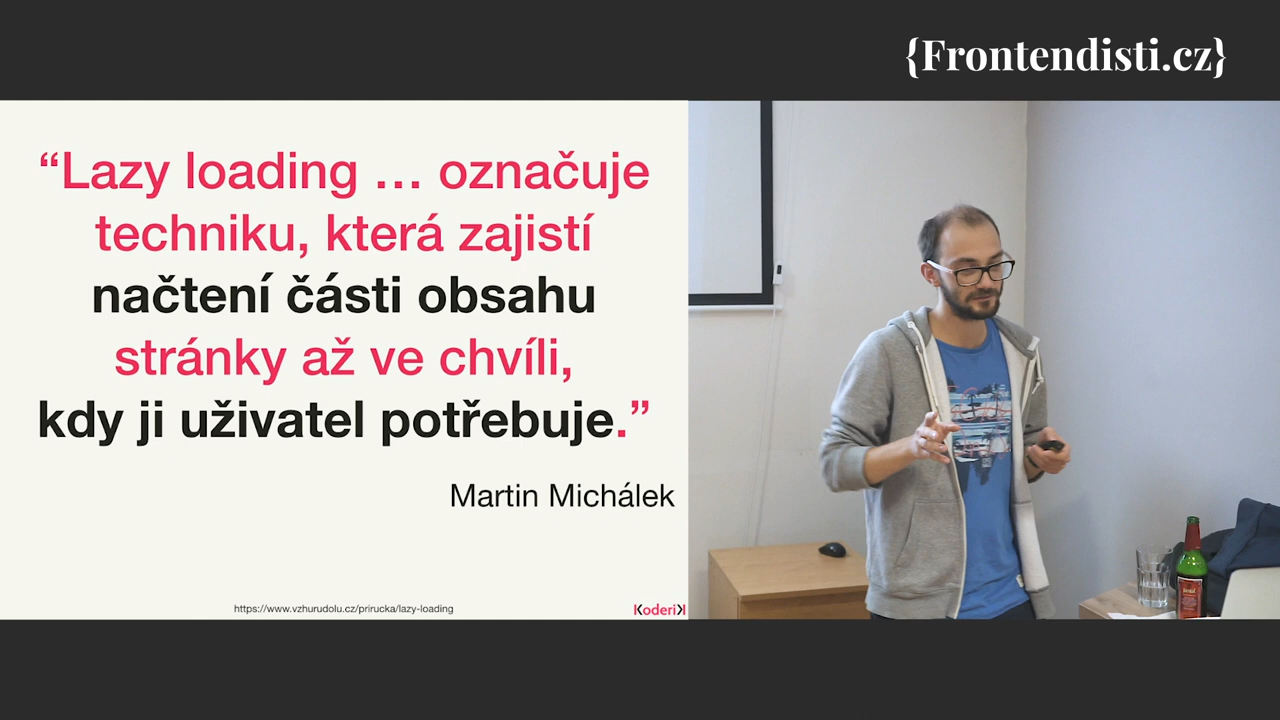 {Frontendisti.cz}
“Lazy loading … označuje
techniku, která zajistí
načtení části obsahu
stránky až ve chvíli,
kdy ji uživatel potřebuje.”
Martin Michálek
https://www.vzhurudolu.cz/prirucka/lazy-loading
Koderi